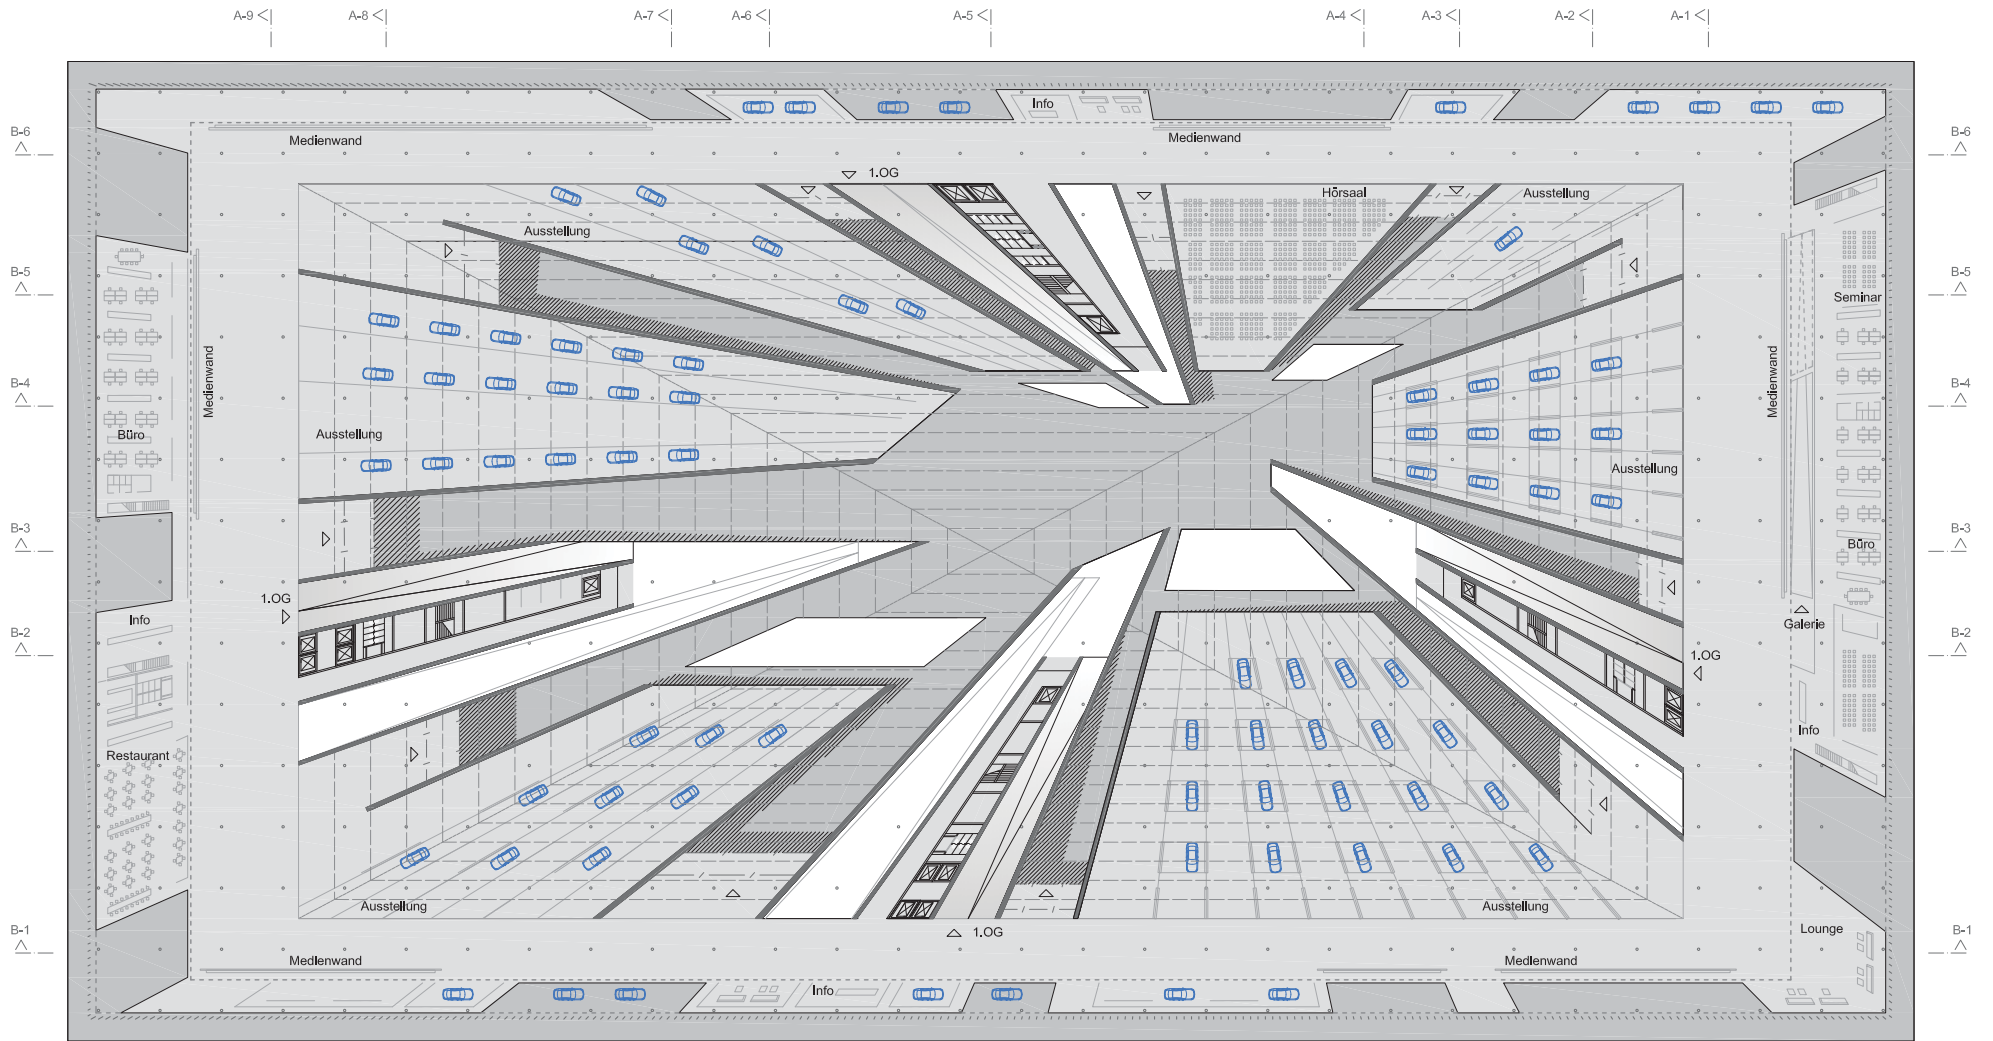 A-9 A-8 A-7 A-6 A-5 A-4 A-3 A-2 A-1
Info
B-6 Medienwand Medienwand B-6
1.OG
Hörsaal Ausstellung
Ausstellung
B-5 B-5
Seminar
Medienwand Medienwand
B-4 B-4
Büro Ausstellung
Ausstellung
B-3 B-3
Büro
1.OG
Info Galerie
B-2 B-2
1.OG
Info
Restaurant
Ausstellung Ausstellung
B-1 1.OG Lounge B-1
Medienwand Medienwand
Info